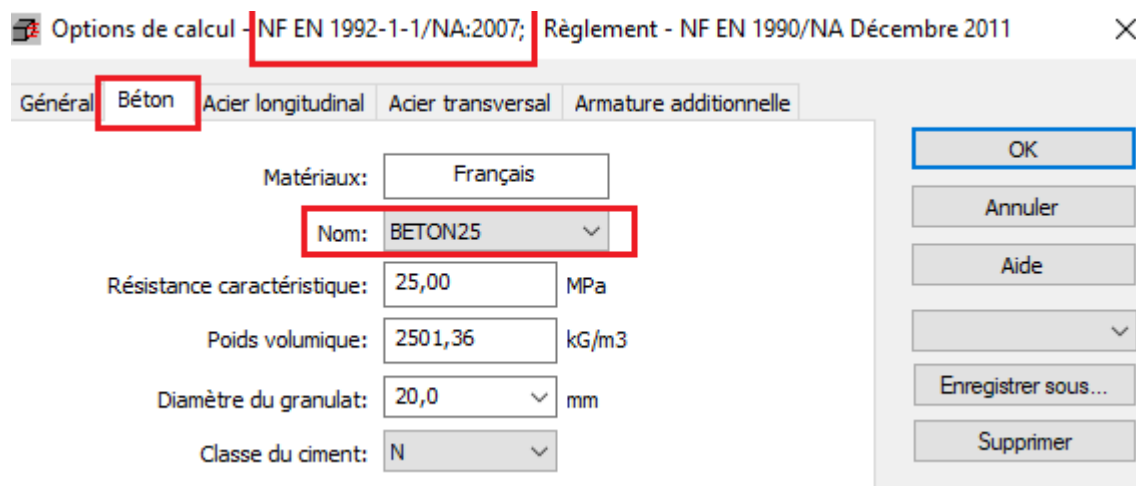 Options de calcul - NF EN 1992-1-1/NA:2007; Règlement - NF EN 1990/NA Décembre 2011
Général Béton Acier longitudinal Acier transversal Armature additionnelle
Matériaux: Français
Nom: BETON25
Résistance caractéristique: 25,00 MPa
Poids volumique: 2501,36 kG/m3
Diamètre du granulat: 20,0 mm
Classe du ciment: N
OK
Annuler
Aide
Enregistrer sous...
Supprimer